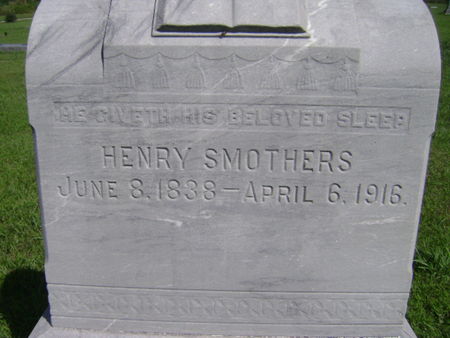 HE GIVETH HIS BELOVED SLEEP
HENRY SMOTHERS
JUNE 8, 1838 — APRIL 6, 1916.